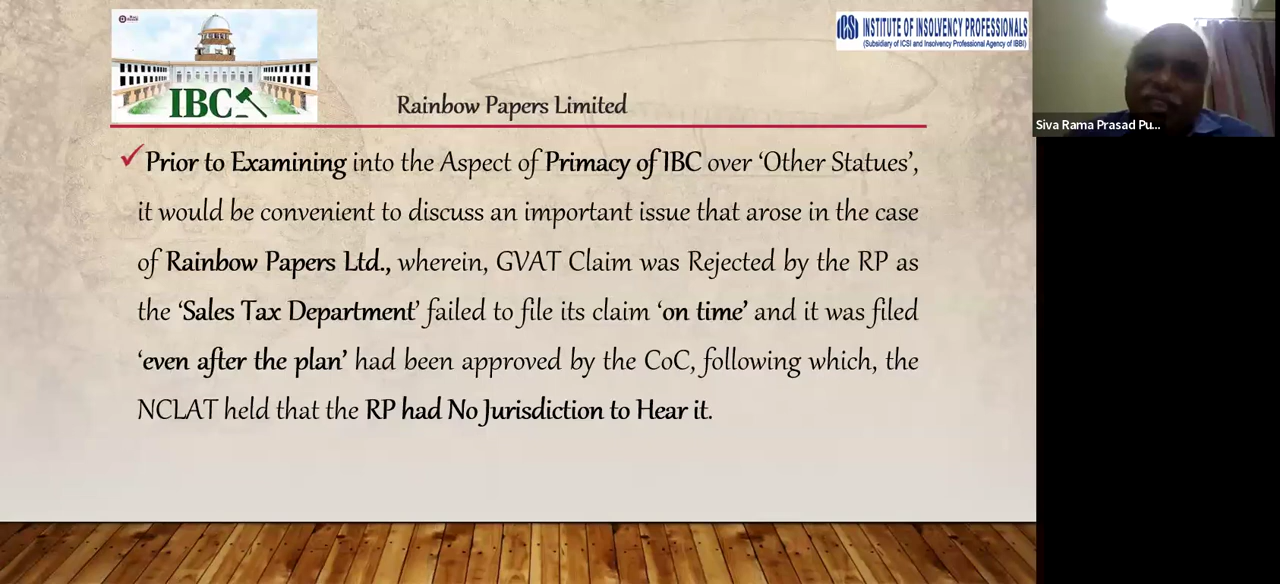 IBC
ICSI INSTITUTE OF INSOLVENCY PROFESSIONALS
(Subsidiary of ICSI and Insolvency Professional Agency of IBBI)
Rainbow Papers Limited
Siva Rama Prasad Pu...
✓Prior to Examining into the Aspect of Primacy of IBC over ‘Other Statues’,
it would be convenient to discuss an important issue that arose in the case
of Rainbow Papers Ltd., wherein, GVAT Claim was Rejected by the RP as
the ‘Sales Tax Department’ failed to file its claim ‘on time’ and it was filed
‘even after the plan’ had been approved by the CoC, following which, the
NCLAT held that the RP had No Jurisdiction to Hear it.